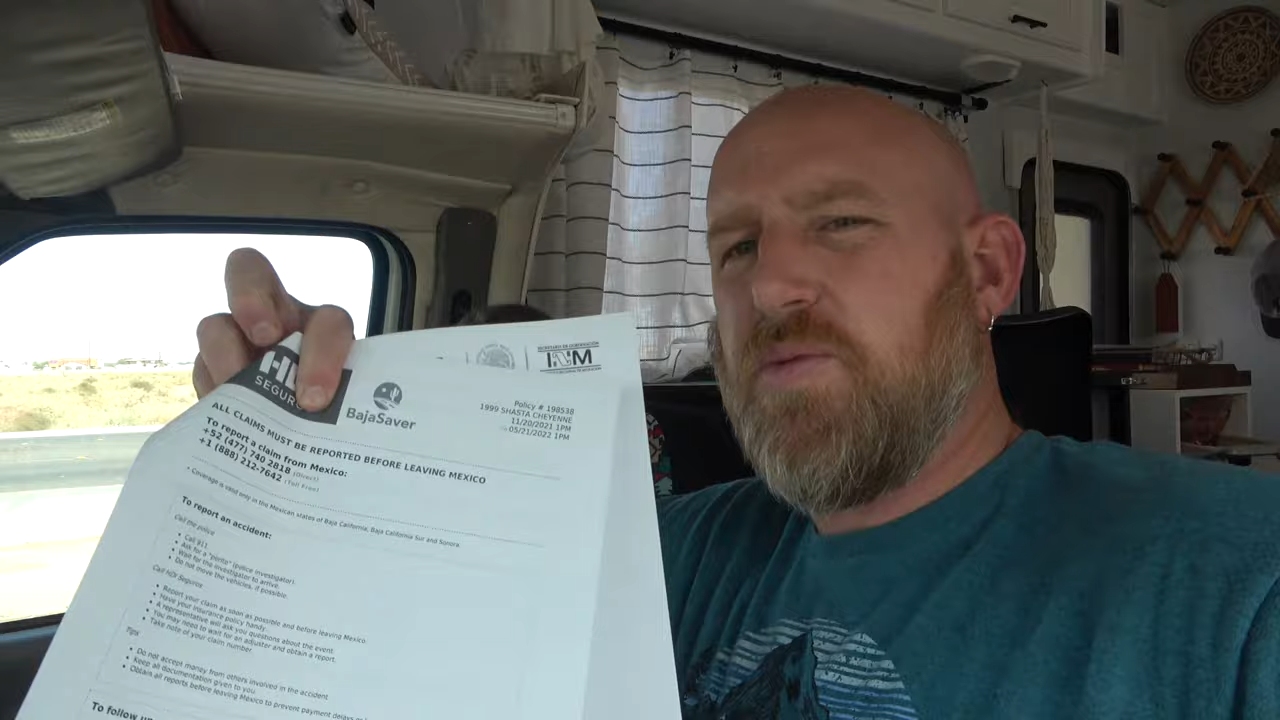 SECRETARÍA DE GOBERNACIÓN
INM
HDI
SEGUROS
BajaSaver
Policy # 198538
1999 SHASTA CHEYENNE
11/20/2021 1PM
05/21/2022 1PM
ALL CLAIMS MUST BE REPORTED BEFORE LEAVING MEXICO
To report a claim from Mexico:
+52 (477) 740 2818 (Direct)
+1 (888) 212-7642 (Toll Free)
• Coverage is valid only in the Mexican states of Baja California, Baja California Sur and Sonora.
To report an accident:
Call the police
• Call 911
• Ask for a "perito" (police investigator).
• Wait for the investigator to arrive.
• Do not move the vehicles, if possible.
Call HDI Seguros
• Report your claim as soon as possible and before leaving Mexico:
• Have your insurance policy handy.
• A representative will ask you questions about the event.
• You may need to wait for an adjuster and obtain a report.
• Take note of your claim number.
Tips
• Do not accept money from others involved in the accident
• Keep all documentation given to you.
• Obtain all reports before leaving Mexico to prevent payment delays
To follow